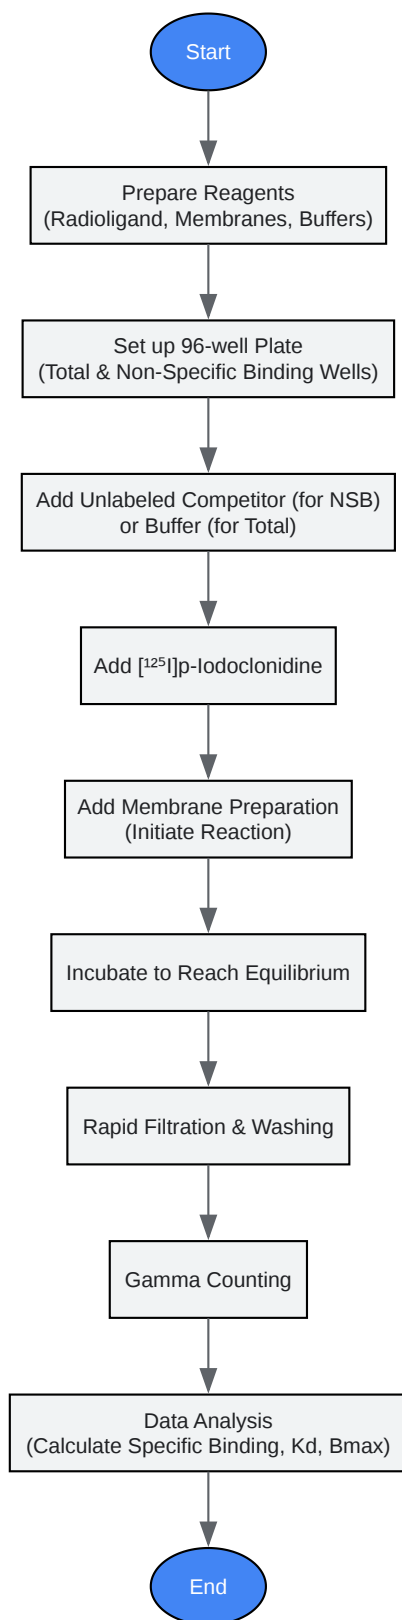 Start
Prepare Reagents
(Radioligand, Membranes, Buffers)
Set up 96-well Plate
(Total & Non-Specific Binding Wells)
Add Unlabeled Competitor (for NSB)
or Buffer (for Total)
Add [¹²⁵I]p-Iodoclonidine
Add Membrane Preparation
(Initiate Reaction)
Incubate to Reach Equilibrium
Rapid Filtration & Washing
Gamma Counting
Data Analysis
(Calculate Specific Binding, Kd, Bmax)
End